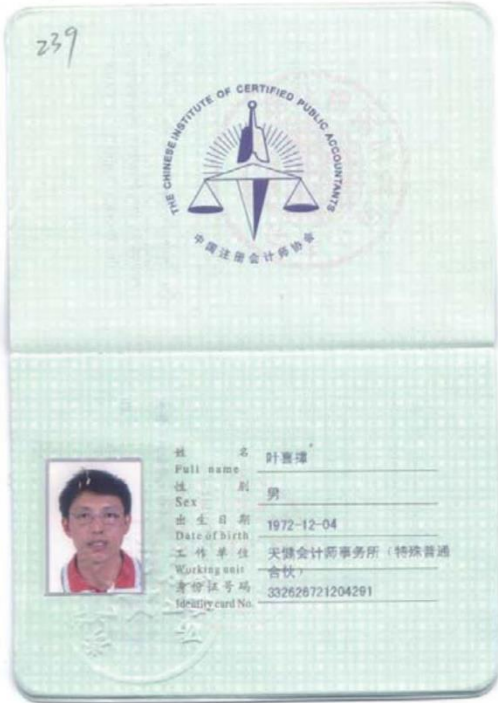 239
THE CHINESE INSTITUTE OF CERTIFIED PUBLIC ACCOUNTANTS
中国注册会计师协会
姓 名 叶喜撑
Full name
性 别 男
Sex
出生日期 1972-12-04
Date of birth
工作单位 天健会计师事务所（特殊普通
Working unit 合伙）
身份证号码 332626721204291
Identity card No.